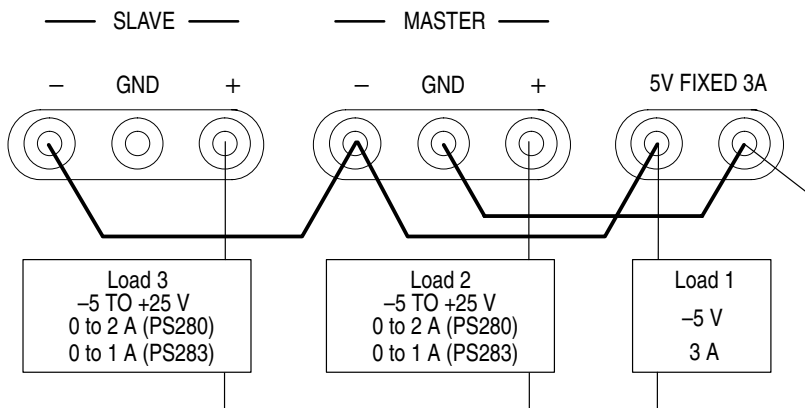 SLAVE MASTER
– GND + – GND + 5V FIXED 3A
Load 3
–5 TO +25 V
0 to 2 A (PS280)
0 to 1 A (PS283)
Load 2
–5 TO +25 V
0 to 2 A (PS280)
0 to 1 A (PS283)
Load 1
–5 V
3 A